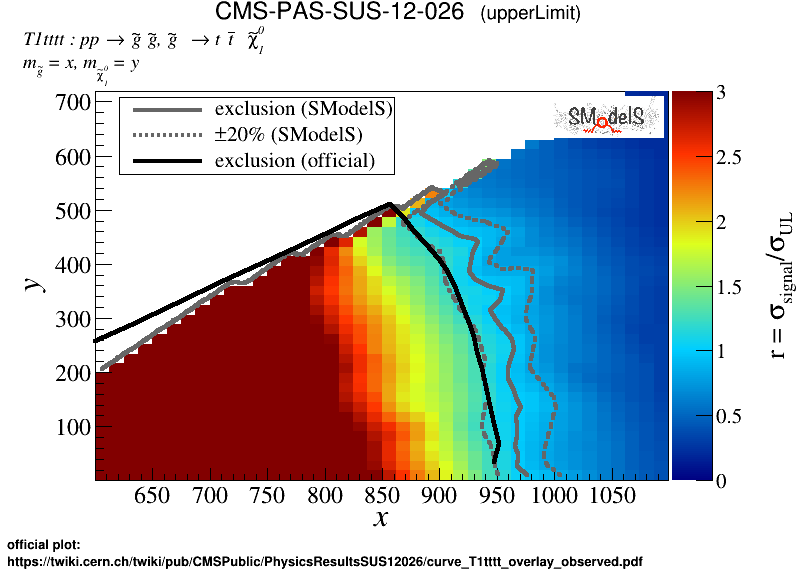 CMS-PAS-SUS-12-026 (upperLimit)
T1tttt : pp → g̃ g̃, g̃ → t t̄ χ̃⁰₁
m_g̃ = x, m_χ̃⁰₁ = y
700
600
500
400
300
200
100
y
exclusion (SModelS)
±20% (SModelS)
exclusion (official)
SModelS
3
2.5
2
1.5
1
0.5
0
r = σ_signal/σ_UL
650 700 750 800 850 900 950 1000 1050
x
official plot:
https://twiki.cern.ch/twiki/pub/CMSPublic/PhysicsResultsSUS12026/curve_T1tttt_overlay_observed.pdf